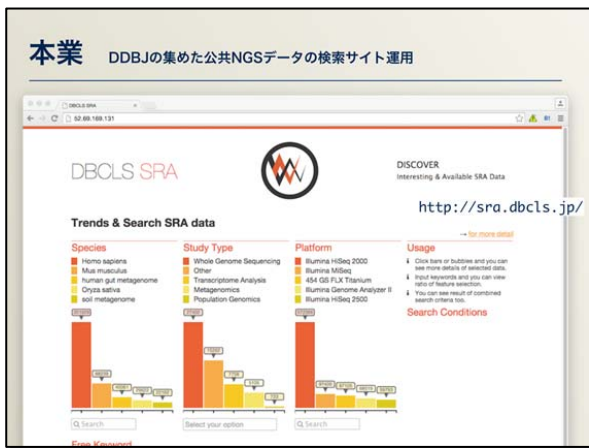 本業 DDBJの集めた公共NGSデータの検索サイト運用
DBCLS SRA
52.68.189.131
DBCLS SRA
DISCOVER
Interesting & Available SRA Data
http://sra.dbcls.jp/
Trends & Search SRA data
→ for more detail
Species
Homo sapiens
Mus musculus
human gut metagenome
Oryza sativa
soil metagenome
Search
Study Type
Whole Genome Sequencing
Other
Transcriptome Analysis
Metagenomics
Population Genomics
Select your option
Platform
Illumina HiSeq 2000
Illumina MiSeq
454 GS FLX Titanium
Illumina Genome Analyzer II
Illumina HiSeq 2500
Search
Usage
Click bars or bubbles and you can
see more details of selected data.
Input keywords and you can view
ratio of feature selection.
You can see result of combined
search criteria too.
Search Conditions
Free Keyword